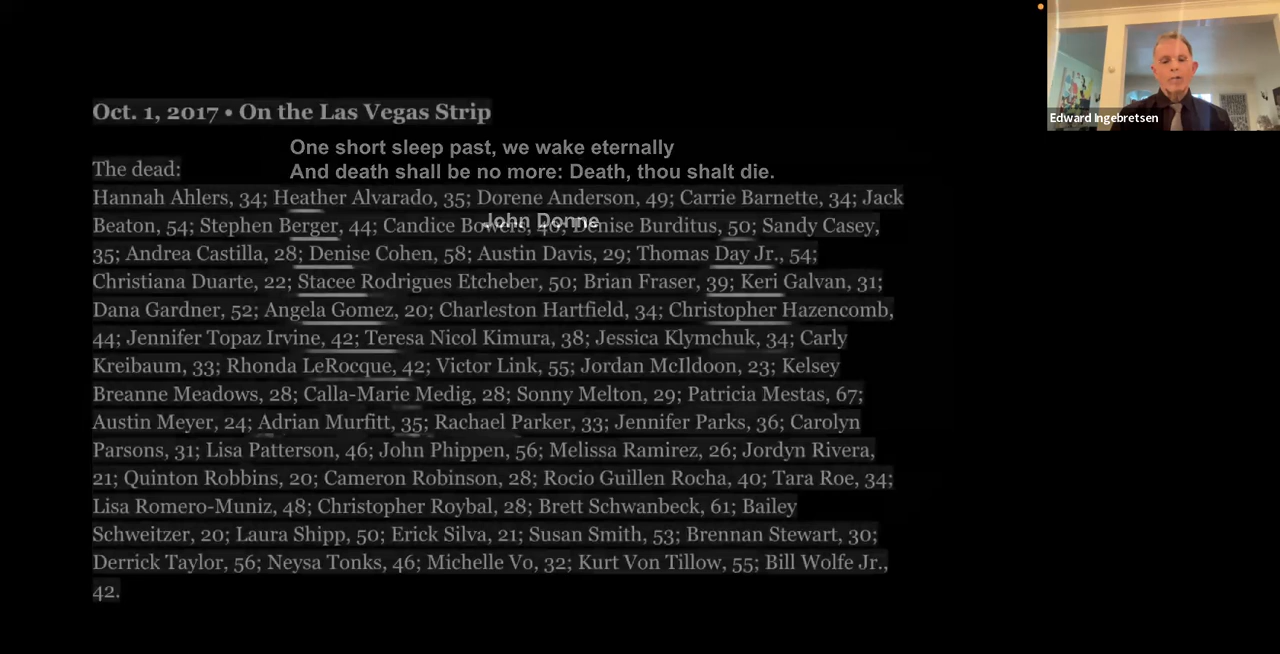 Oct. 1, 2017 • On the Las Vegas Strip
One short sleep past, we wake eternally
And death shall be no more: Death, thou shalt die.
John Donne
The dead:
Hannah Ahlers, 34; Heather Alvarado, 35; Dorene Anderson, 49; Carrie Barnette, 34; Jack
Beaton, 54; Stephen Berger, 44; Candice Bowers, 40; Denise Burditus, 50; Sandy Casey,
35; Andrea Castilla, 28; Denise Cohen, 58; Austin Davis, 29; Thomas Day Jr., 54;
Christiana Duarte, 22; Stacee Rodrigues Etcheber, 50; Brian Fraser, 39; Keri Galvan, 31;
Dana Gardner, 52; Angela Gomez, 20; Charleston Hartfield, 34; Christopher Hazencomb,
44; Jennifer Topaz Irvine, 42; Teresa Nicol Kimura, 38; Jessica Klymchuk, 34; Carly
Kreibaum, 33; Rhonda LeRocque, 42; Victor Link, 55; Jordan McIldoon, 23; Kelsey
Breanne Meadows, 28; Calla-Marie Medig, 28; Sonny Melton, 29; Patricia Mestas, 67;
Austin Meyer, 24; Adrian Murfitt, 35; Rachael Parker, 33; Jennifer Parks, 36; Carolyn
Parsons, 31; Lisa Patterson, 46; John Phippen, 56; Melissa Ramirez, 26; Jordyn Rivera,
21; Quinton Robbins, 20; Cameron Robinson, 28; Rocio Guillen Rocha, 40; Tara Roe, 34;
Lisa Romero-Muniz, 48; Christopher Roybal, 28; Brett Schwanbeck, 61; Bailey
Schweitzer, 20; Laura Shipp, 50; Erick Silva, 21; Susan Smith, 53; Brennan Stewart, 30;
Derrick Taylor, 56; Neysa Tonks, 46; Michelle Vo, 32; Kurt Von Tillow, 55; Bill Wolfe Jr.,
42.
Edward Ingebretsen